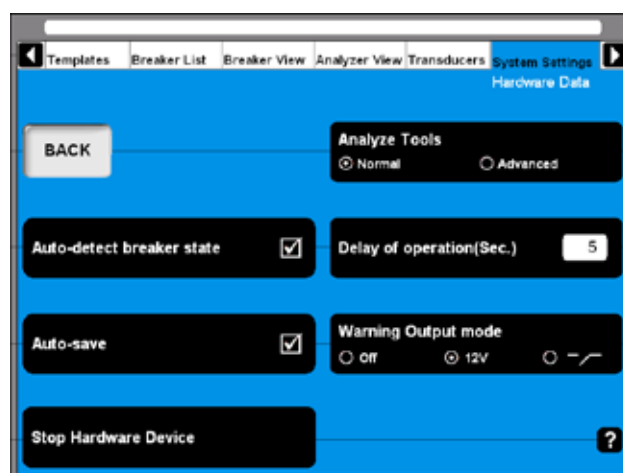 Templates Breaker List Breaker View Analyzer View Transducers System Settings
Hardware Data
BACK
Analyze Tools
Normal Advanced
Auto-detect breaker state
Delay of operation(Sec.) 5
Auto-save
Warning Output mode
Off 12V
Stop Hardware Device
?